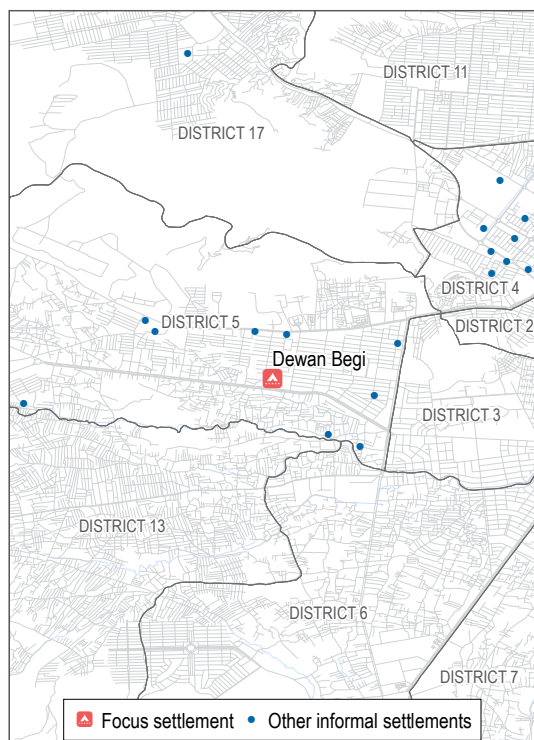 DISTRICT 11
DISTRICT 17
DISTRICT 4
DISTRICT 5
DISTRICT 2
Dewan Begi
DISTRICT 3
DISTRICT 13
DISTRICT 6
DISTRICT 7
Focus settlement
Other informal settlements